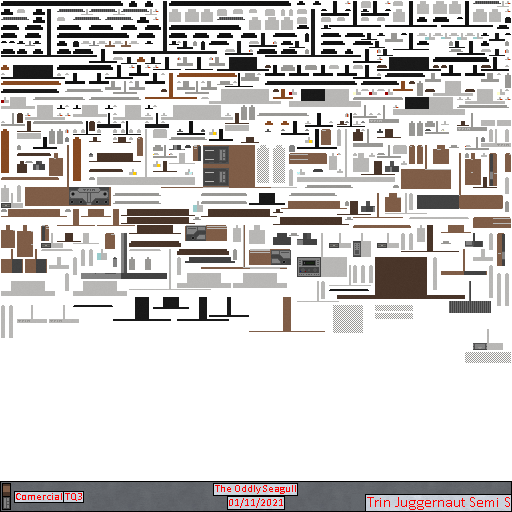 The Oddly Seagull
Comercial TQ3
01/11/2021
Trin Juggernaut Semi S